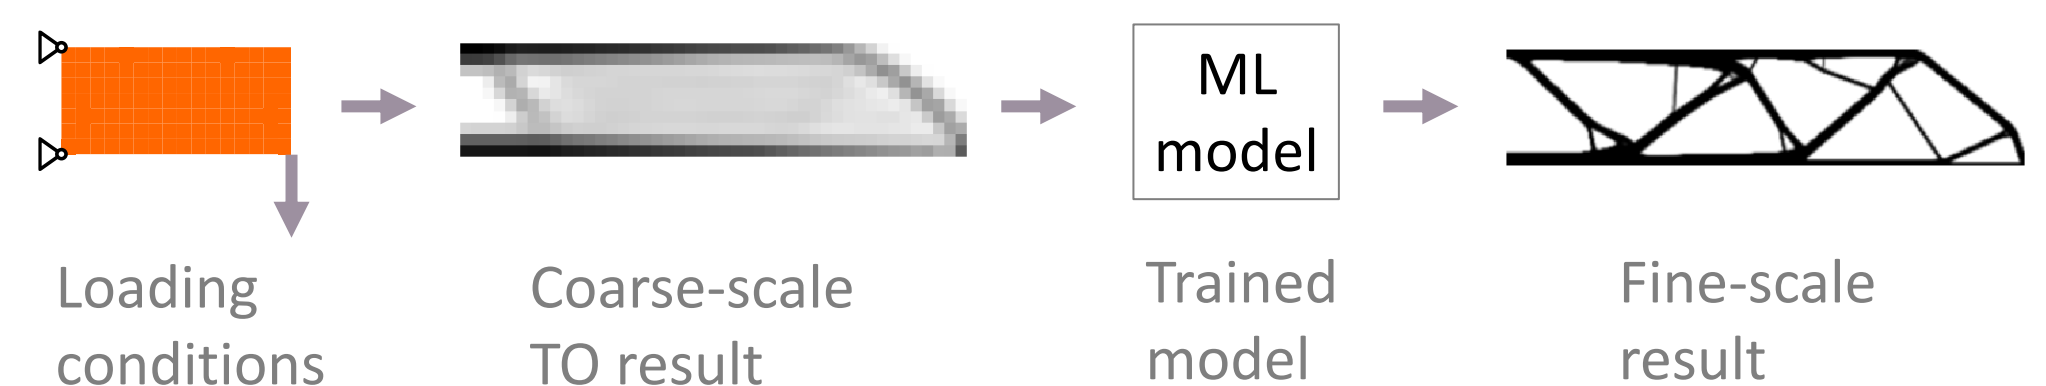 ML
model
Loading
conditions
Coarse-scale
TO result
Trained
model
Fine-scale
result